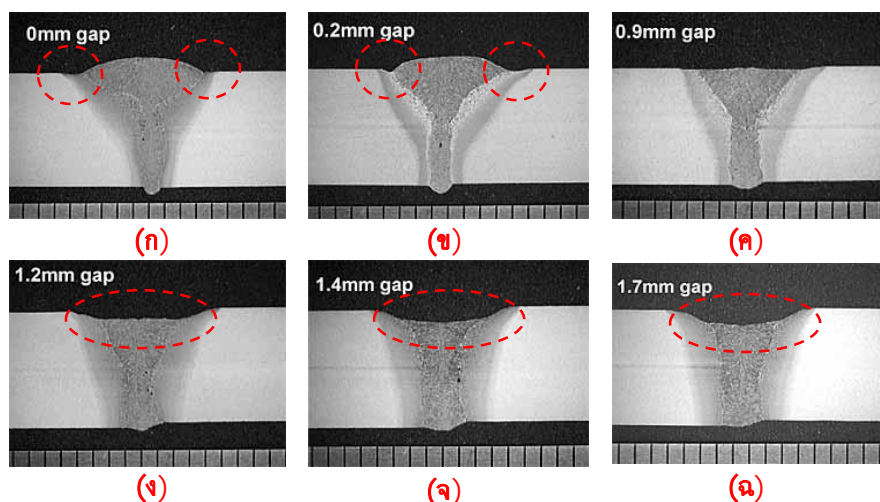 0mm gap
0.2mm gap
0.9mm gap
(ก)
(ข)
(ค)
1.2mm gap
1.4mm gap
1.7mm gap
(ง)
(จ)
(ฉ)